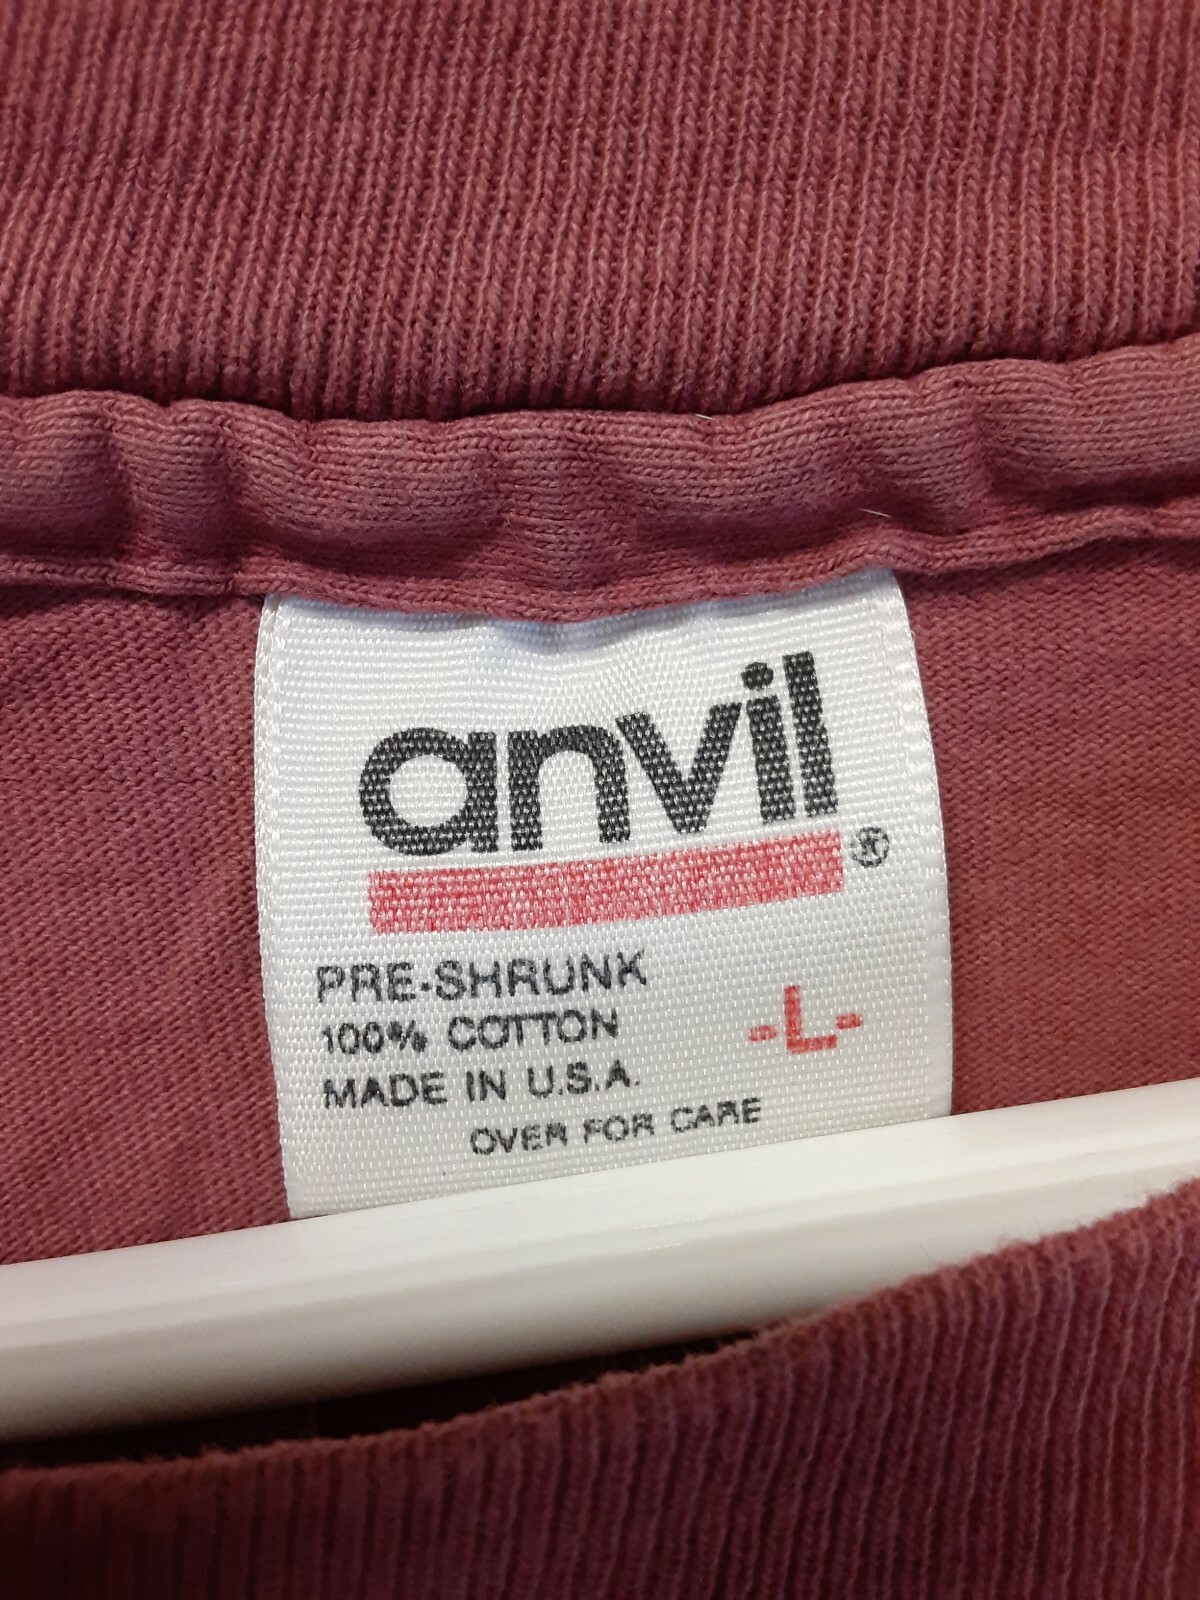 anvil®
PRE-SHRUNK
100% COTTON
-L-
MADE IN U.S.A.
OVER FOR CARE